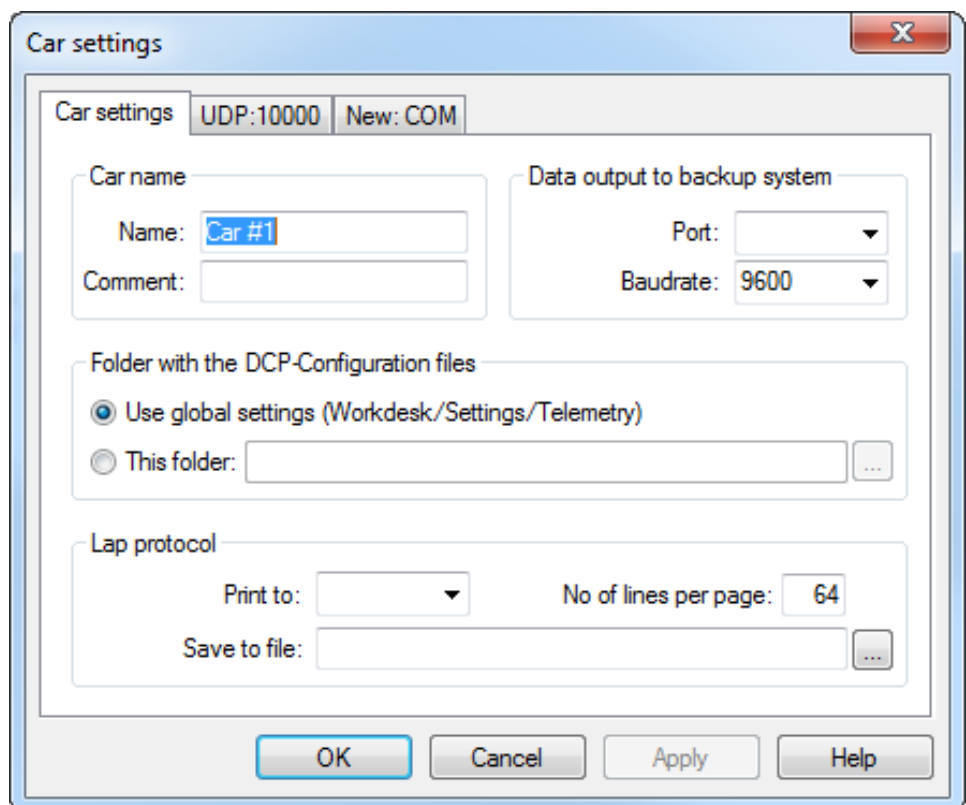 Car settings
Car settings UDP:10000 New: COM
Car name
Name: Car #1
Comment:
Data output to backup system
Port:
Baudrate: 9600
Folder with the DCP-Configuration files
Use global settings (Workdesk/Settings/Telemetry)
This folder: ...
Lap protocol
Print to: No of lines per page: 64
Save to file: ...
OK Cancel Apply Help